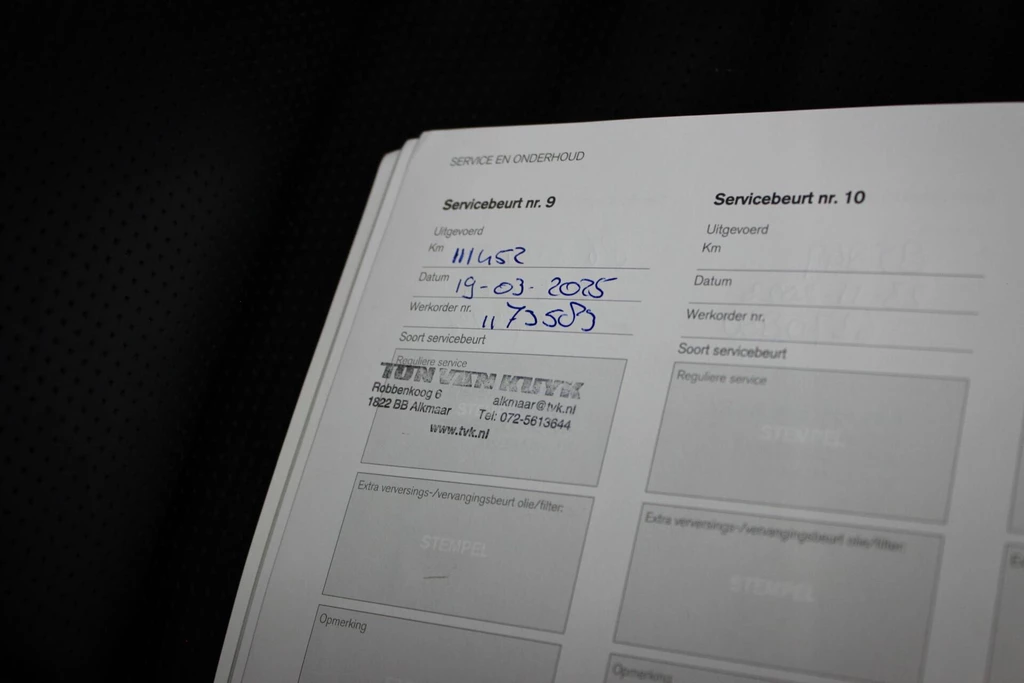 SERVICE EN ONDERHOUD
Servicebeurt nr. 9
Uitgevoerd
Km 111452
Datum 19-03-2025
Werkorder nr. 1173589
Soort servicebeurt
Reguliere service
TON VAN KUYK
Robbenkoog 6 alkmaar@tvk.nl
1822 BB Alkmaar Tel: 072-5613644
www.tvk.nl
Extra verversings-/vervangingsbeurt olie/filter:
STEMPEL
Opmerking
Servicebeurt nr. 10
Uitgevoerd
Km
Datum
Werkorder nr.
Soort servicebeurt
Reguliere service
STEMPEL
Extra verversings-/vervangingsbeurt olie/filter:
STEMPEL
Opmerking